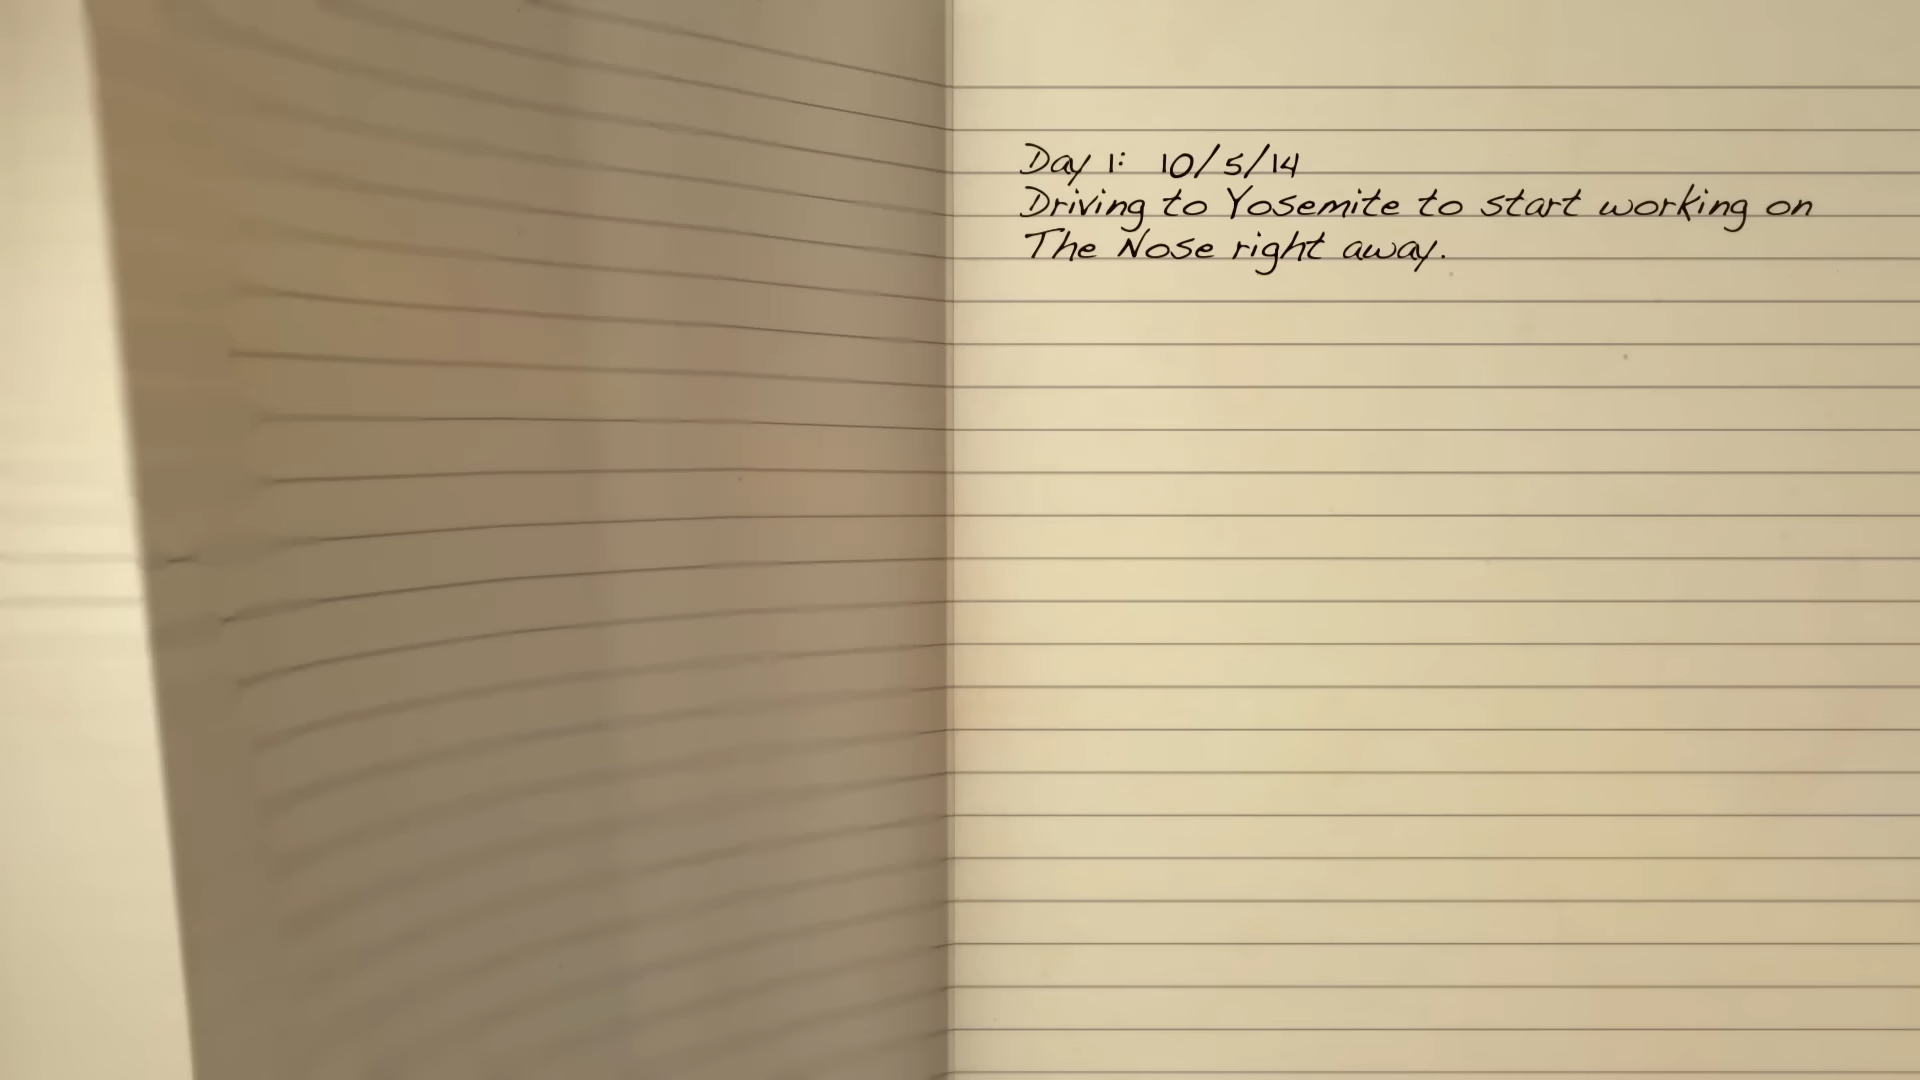 Day 1: 10/5/14
Driving to Yosemite to start working on
The Nose right away.